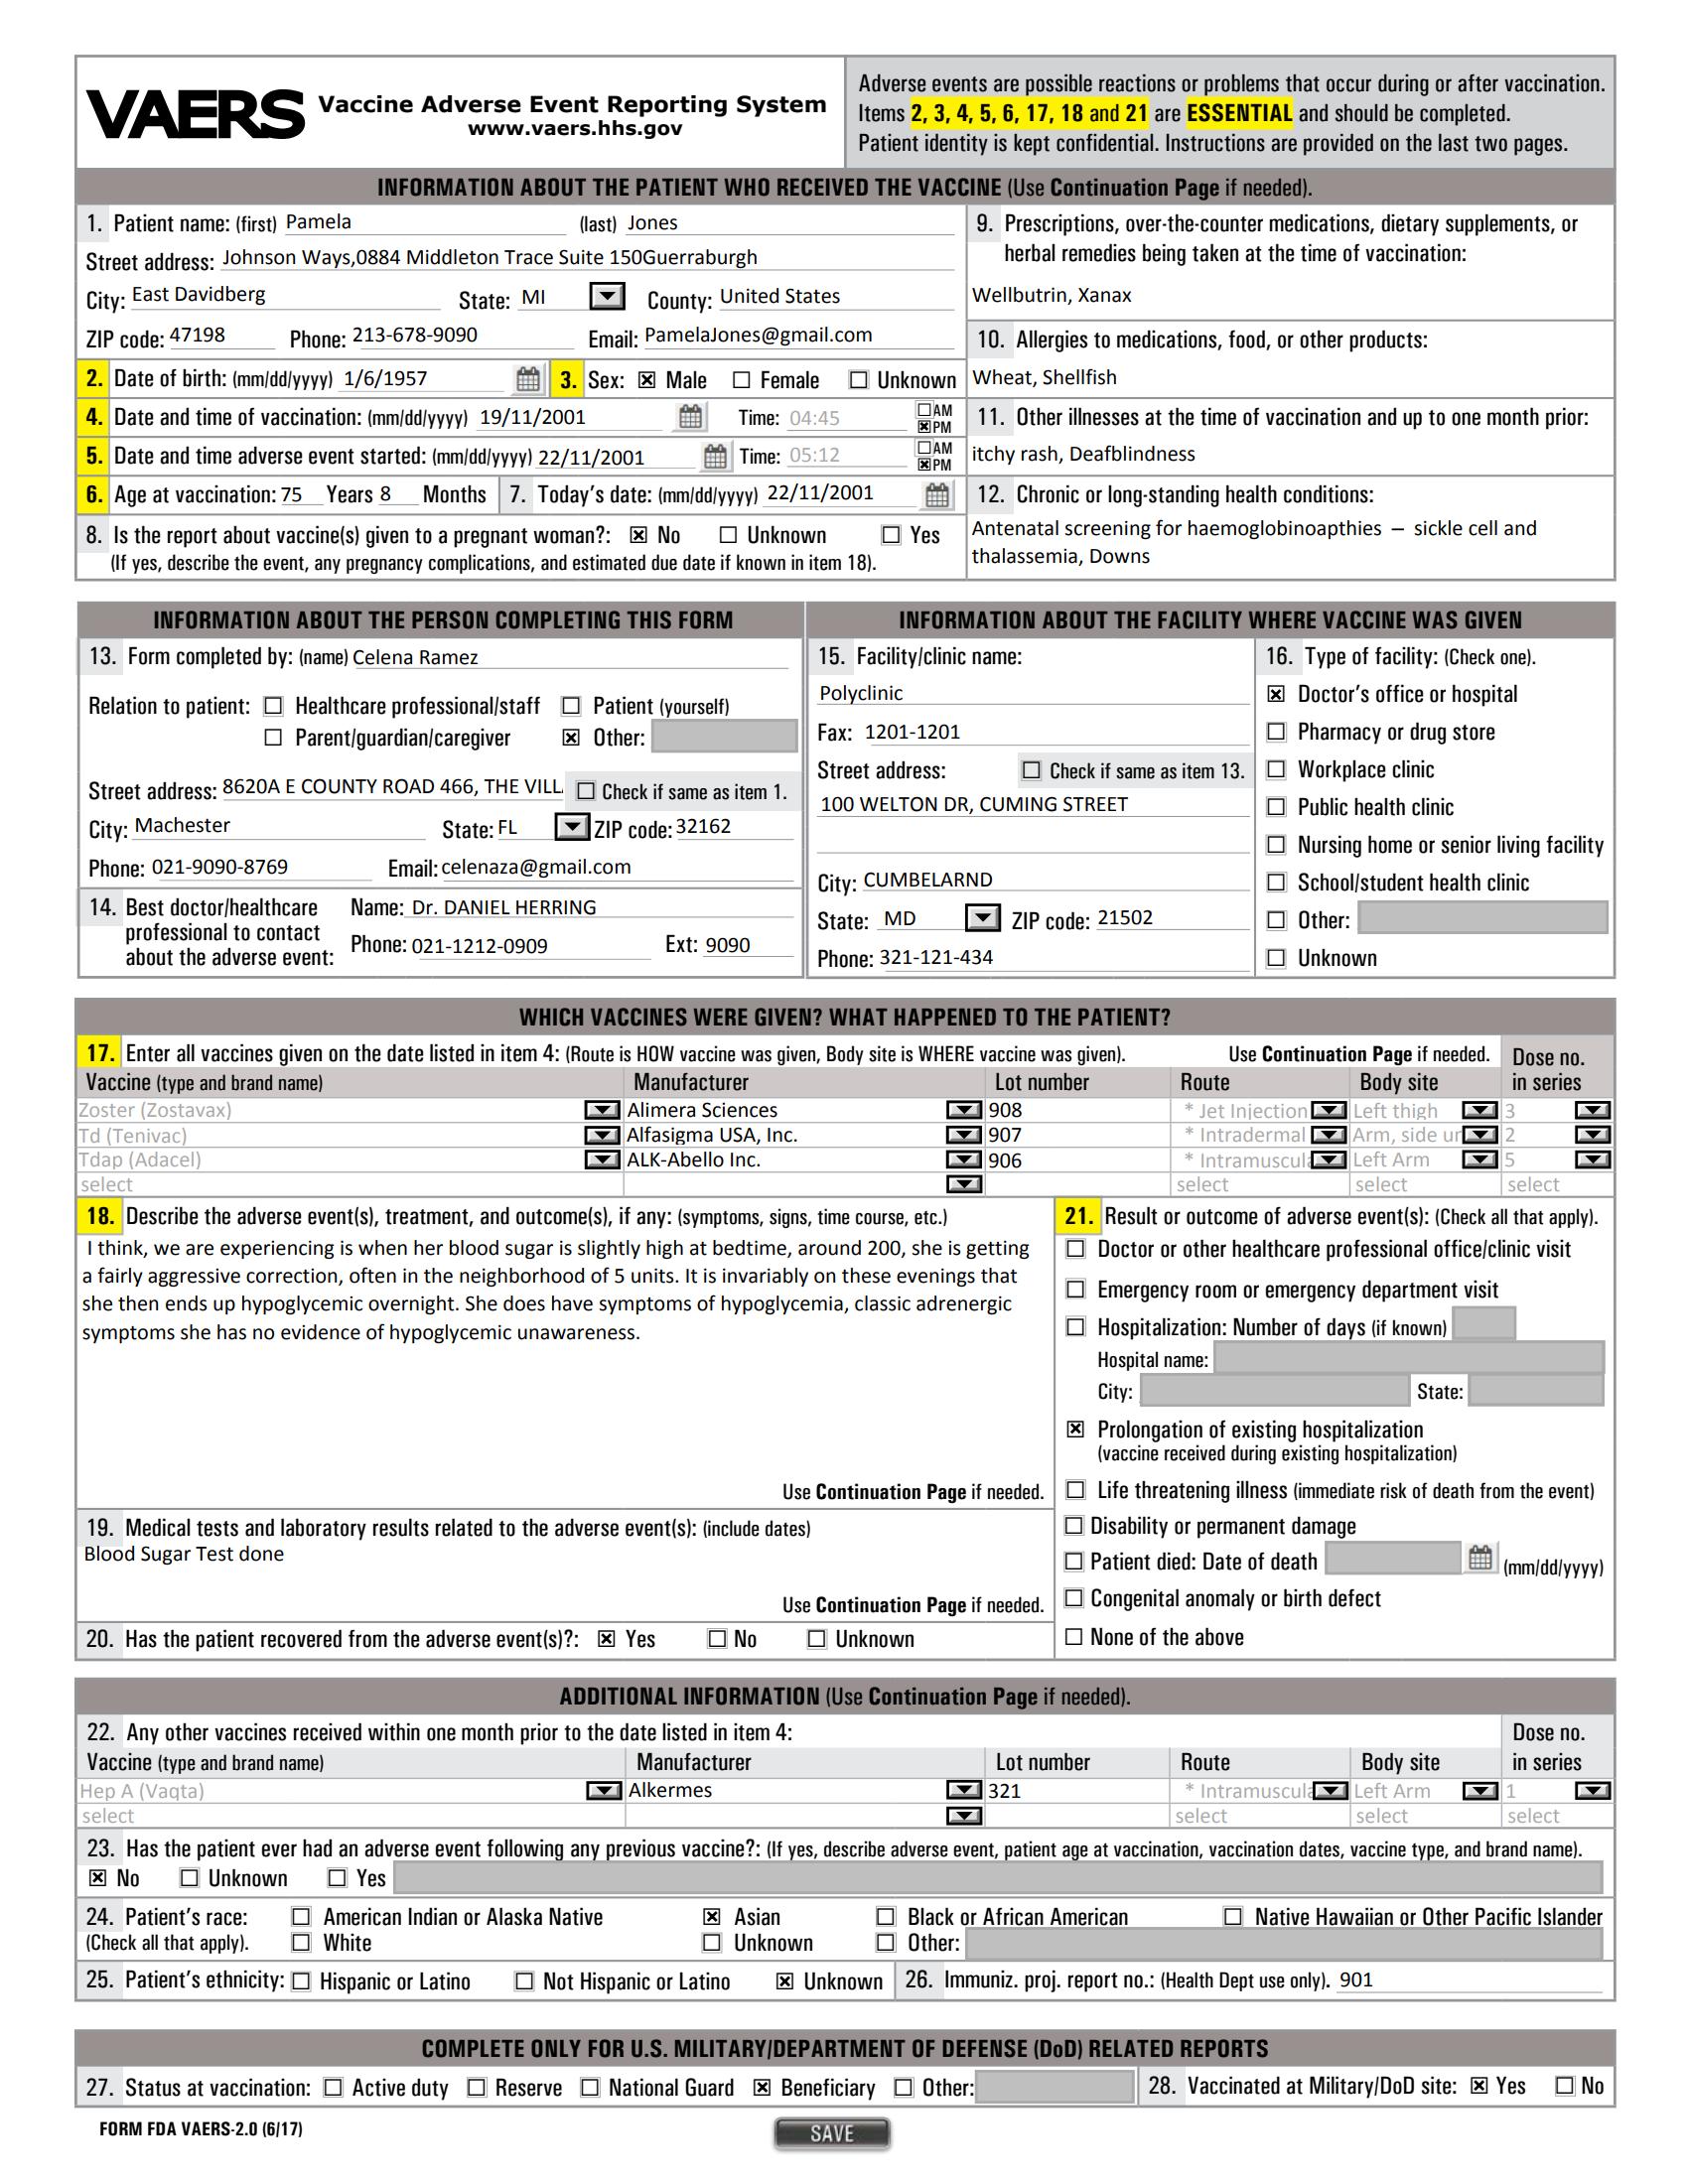 VAERS Vaccine Adverse Event Reporting System
www.vaers.hhs.gov
Adverse events are possible reactions or problems that occur during or after vaccination.
Items 2, 3, 4, 5, 6, 17, 18 and 21 are ESSENTIAL and should be completed.
Patient identity is kept confidential. Instructions are provided on the last two pages.
INFORMATION ABOUT THE PATIENT WHO RECEIVED THE VACCINE (Use Continuation Page if needed).
1. Patient name: (first) Pamela (last) Jones
Street address: Johnson Ways,0884 Middleton Trace Suite 150Guerraburgh
City: East Davidberg State: MI County: United States
ZIP code: 47198 Phone: 213-678-9090 Email: PamelaJones@gmail.com
2. Date of birth: (mm/dd/yyyy) 1/6/1957 3. Sex: Male Female Unknown
4. Date and time of vaccination: (mm/dd/yyyy) 19/11/2001 Time: 04:45 AM
PM
5. Date and time adverse event started: (mm/dd/yyyy) 22/11/2001 Time: 05:12 AM
PM
6. Age at vaccination: 75 Years 8 Months 7. Today's date: (mm/dd/yyyy) 22/11/2001
8. Is the report about vaccine(s) given to a pregnant woman?: No Unknown Yes
(If yes, describe the event, any pregnancy complications, and estimated due date if known in item 18).
9. Prescriptions, over-the-counter medications, dietary supplements, or
herbal remedies being taken at the time of vaccination:
Wellbutrin, Xanax
10. Allergies to medications, food, or other products:
Wheat, Shellfish
11. Other illnesses at the time of vaccination and up to one month prior:
itchy rash, Deafblindness
12. Chronic or long-standing health conditions:
Antenatal screening for haemoglobinoapthies – sickle cell and
thalassemia, Downs
INFORMATION ABOUT THE PERSON COMPLETING THIS FORM
13. Form completed by: (name) Celena Ramez
Relation to patient: Healthcare professional/staff Patient (yourself)
Parent/guardian/caregiver Other:
Street address: 8620A E COUNTY ROAD 466, THE VILL Check if same as item 1.
City: Machester State: FL ZIP code: 32162
Phone: 021-9090-8769 Email: celenaza@gmail.com
14. Best doctor/healthcare
professional to contact
about the adverse event:
Name: Dr. DANIEL HERRING
Phone: 021-1212-0909 Ext: 9090
INFORMATION ABOUT THE FACILITY WHERE VACCINE WAS GIVEN
15. Facility/clinic name:
Polyclinic
Fax: 1201-1201
Street address: Check if same as item 13.
100 WELTON DR, CUMING STREET
City: CUMBELARND
State: MD ZIP code: 21502
Phone: 321-121-434
16. Type of facility: (Check one).
Doctor's office or hospital
Pharmacy or drug store
Workplace clinic
Public health clinic
Nursing home or senior living facility
School/student health clinic
Other:
Unknown
WHICH VACCINES WERE GIVEN? WHAT HAPPENED TO THE PATIENT?
17. Enter all vaccines given on the date listed in item 4: (Route is HOW vaccine was given, Body site is WHERE vaccine was given). Use Continuation Page if needed. Dose no.
Vaccine (type and brand name) Manufacturer Lot number Route Body site in series
Zoster (Zostavax) Alimera Sciences 908 * Jet Injection Left thigh 3
Td (Tenivac) Alfasigma USA, Inc. 907 * Intradermal Arm, side un 2
Tdap (Adacel) ALK-Abello Inc. 906 * Intramuscula Left Arm 5
select select select select
18. Describe the adverse event(s), treatment, and outcome(s), if any: (symptoms, signs, time course, etc.)
I think, we are experiencing is when her blood sugar is slightly high at bedtime, around 200, she is getting
a fairly aggressive correction, often in the neighborhood of 5 units. It is invariably on these evenings that
she then ends up hypoglycemic overnight. She does have symptoms of hypoglycemia, classic adrenergic
symptoms she has no evidence of hypoglycemic unawareness.
Use Continuation Page if needed.
19. Medical tests and laboratory results related to the adverse event(s): (include dates)
Blood Sugar Test done
Use Continuation Page if needed.
20. Has the patient recovered from the adverse event(s)?: Yes No Unknown
21. Result or outcome of adverse event(s): (Check all that apply).
Doctor or other healthcare professional office/clinic visit
Emergency room or emergency department visit
Hospitalization: Number of days (if known)
Hospital name:
City: State:
Prolongation of existing hospitalization
(vaccine received during existing hospitalization)
Life threatening illness (immediate risk of death from the event)
Disability or permanent damage
Patient died: Date of death (mm/dd/yyyy)
Congenital anomaly or birth defect
None of the above
ADDITIONAL INFORMATION (Use Continuation Page if needed).
22. Any other vaccines received within one month prior to the date listed in item 4: Dose no.
Vaccine (type and brand name) Manufacturer Lot number Route Body site in series
Hep A (Vaqta) Alkermes 321 * Intramuscula Left Arm 1
select select select select
23. Has the patient ever had an adverse event following any previous vaccine?: (If yes, describe adverse event, patient age at vaccination, vaccination dates, vaccine type, and brand name).
No Unknown Yes
24. Patient's race: American Indian or Alaska Native Asian Black or African American Native Hawaiian or Other Pacific Islander
(Check all that apply). White Unknown Other:
25. Patient's ethnicity: Hispanic or Latino Not Hispanic or Latino Unknown 26. Immuniz. proj. report no.: (Health Dept use only). 901
COMPLETE ONLY FOR U.S. MILITARY/DEPARTMENT OF DEFENSE (DoD) RELATED REPORTS
27. Status at vaccination: Active duty Reserve National Guard Beneficiary Other: 28. Vaccinated at Military/DoD site: Yes No
FORM FDA VAERS-2.0 (6/17) SAVE